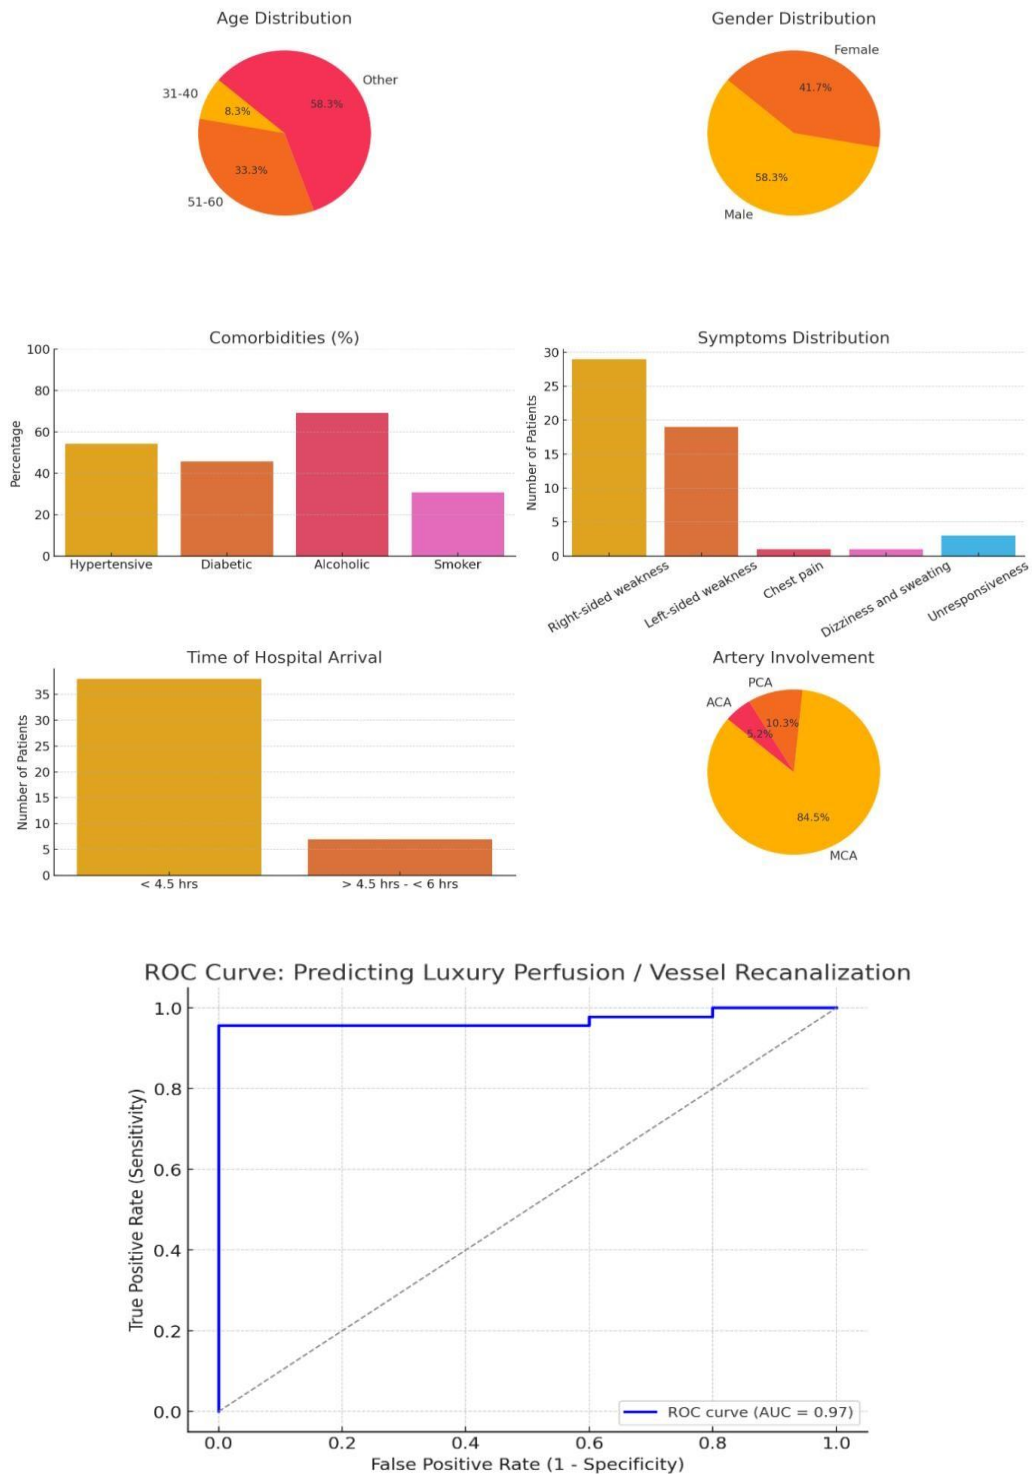 Age Distribution
Gender Distribution
31-40
8.3%
Other
58.3%
33.3%
51-60
Female
41.7%
58.3%
Male
Comorbidities (%)
Percentage
100
80
60
40
20
0
Hypertensive
Diabetic
Alcoholic
Smoker
Symptoms Distribution
Number of Patients
30
25
20
15
10
5
0
Right-sided weakness
Left-sided weakness
Chest pain
Dizziness and sweating
Unresponsiveness
Time of Hospital Arrival
Number of Patients
35
30
25
20
15
10
5
0
< 4.5 hrs
> 4.5 hrs - < 6 hrs
Artery Involvement
PCA
ACA
10.3%
5.2%
84.5%
MCA
ROC Curve: Predicting Luxury Perfusion / Vessel Recanalization
True Positive Rate (Sensitivity)
1.0
0.8
0.6
0.4
0.2
0.0
ROC curve (AUC = 0.97)
0.0
0.2
0.4
0.6
0.8
1.0
False Positive Rate (1 - Specificity)